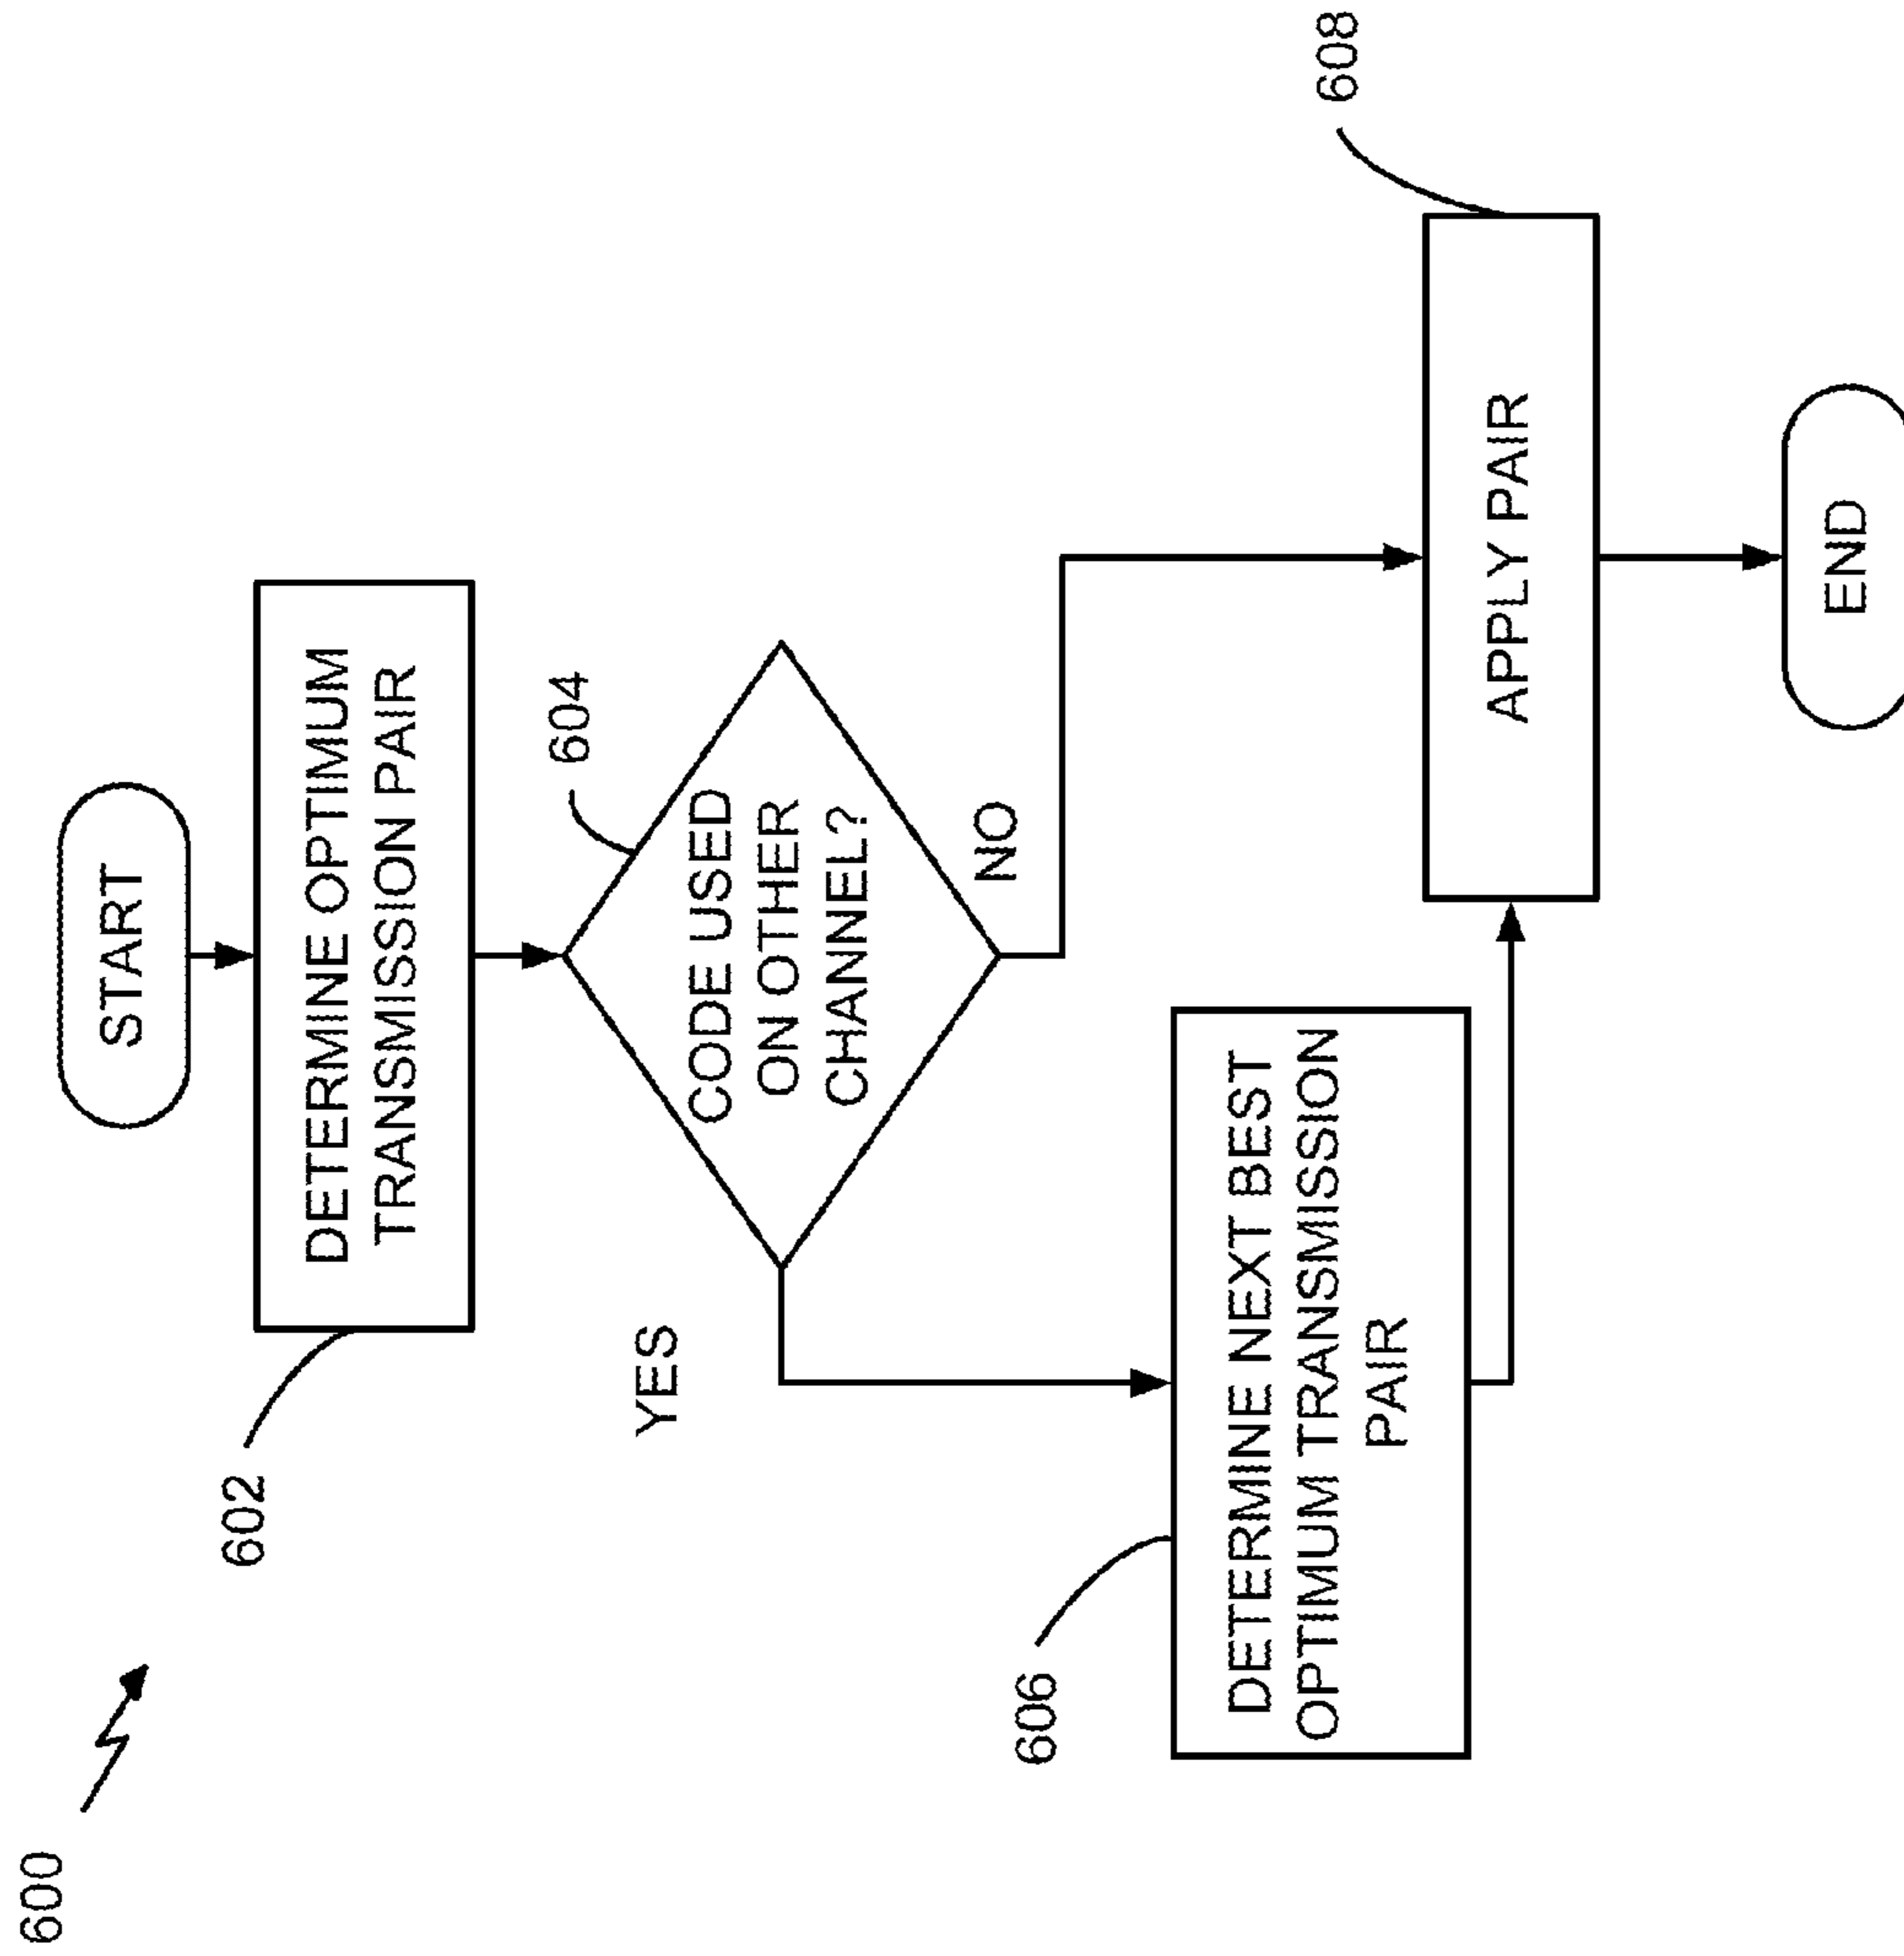 600
START
602
DETERMINE OPTIMUM
TRANSMISSION PAIR
604
CODE USED
ON OTHER
CHANNEL?
YES
NO
606
DETERMINE NEXT BEST
OPTIMUM TRANSMISSION
PAIR
608
APPLY PAIR
END